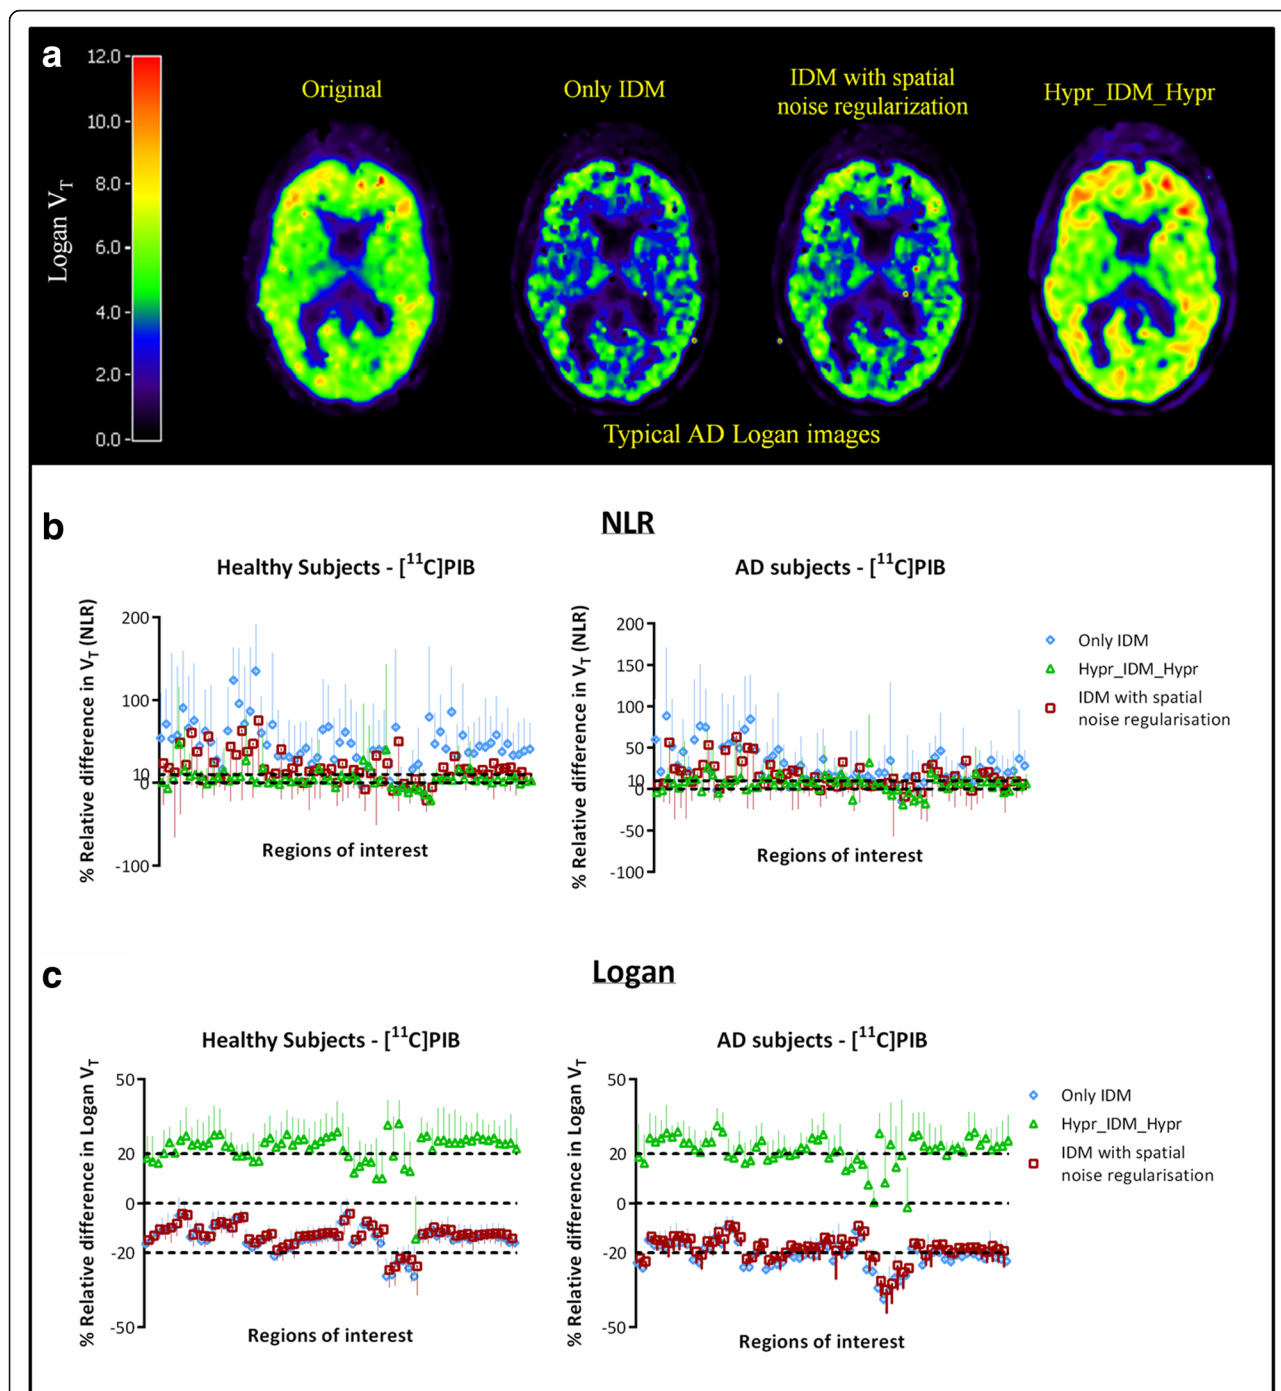 a
12.0
10.0
8.0
6.0
4.0
2.0
0.0
Logan VT
Original
Only IDM
IDM with spatial
noise regularization
Hypr_IDM_Hypr
Typical AD Logan images
b
NLR
Healthy Subjects - [11C]PIB
% Relative difference in VT (NLR)
200
100
10
0
-100
Regions of interest
AD subjects - [11C]PIB
% Relative difference in VT (NLR)
200
150
100
50
10
0
-50
-100
Regions of interest
Only IDM
Hypr_IDM_Hypr
IDM with spatial
noise regularisation
c
Logan
Healthy Subjects - [11C]PIB
% Relative difference in Logan VT
50
20
0
-20
-50
Regions of interest
AD subjects - [11C]PIB
% Relative difference in Logan VT
50
20
0
-20
-50
Regions of interest
Only IDM
Hypr_IDM_Hypr
IDM with spatial
noise regularisation